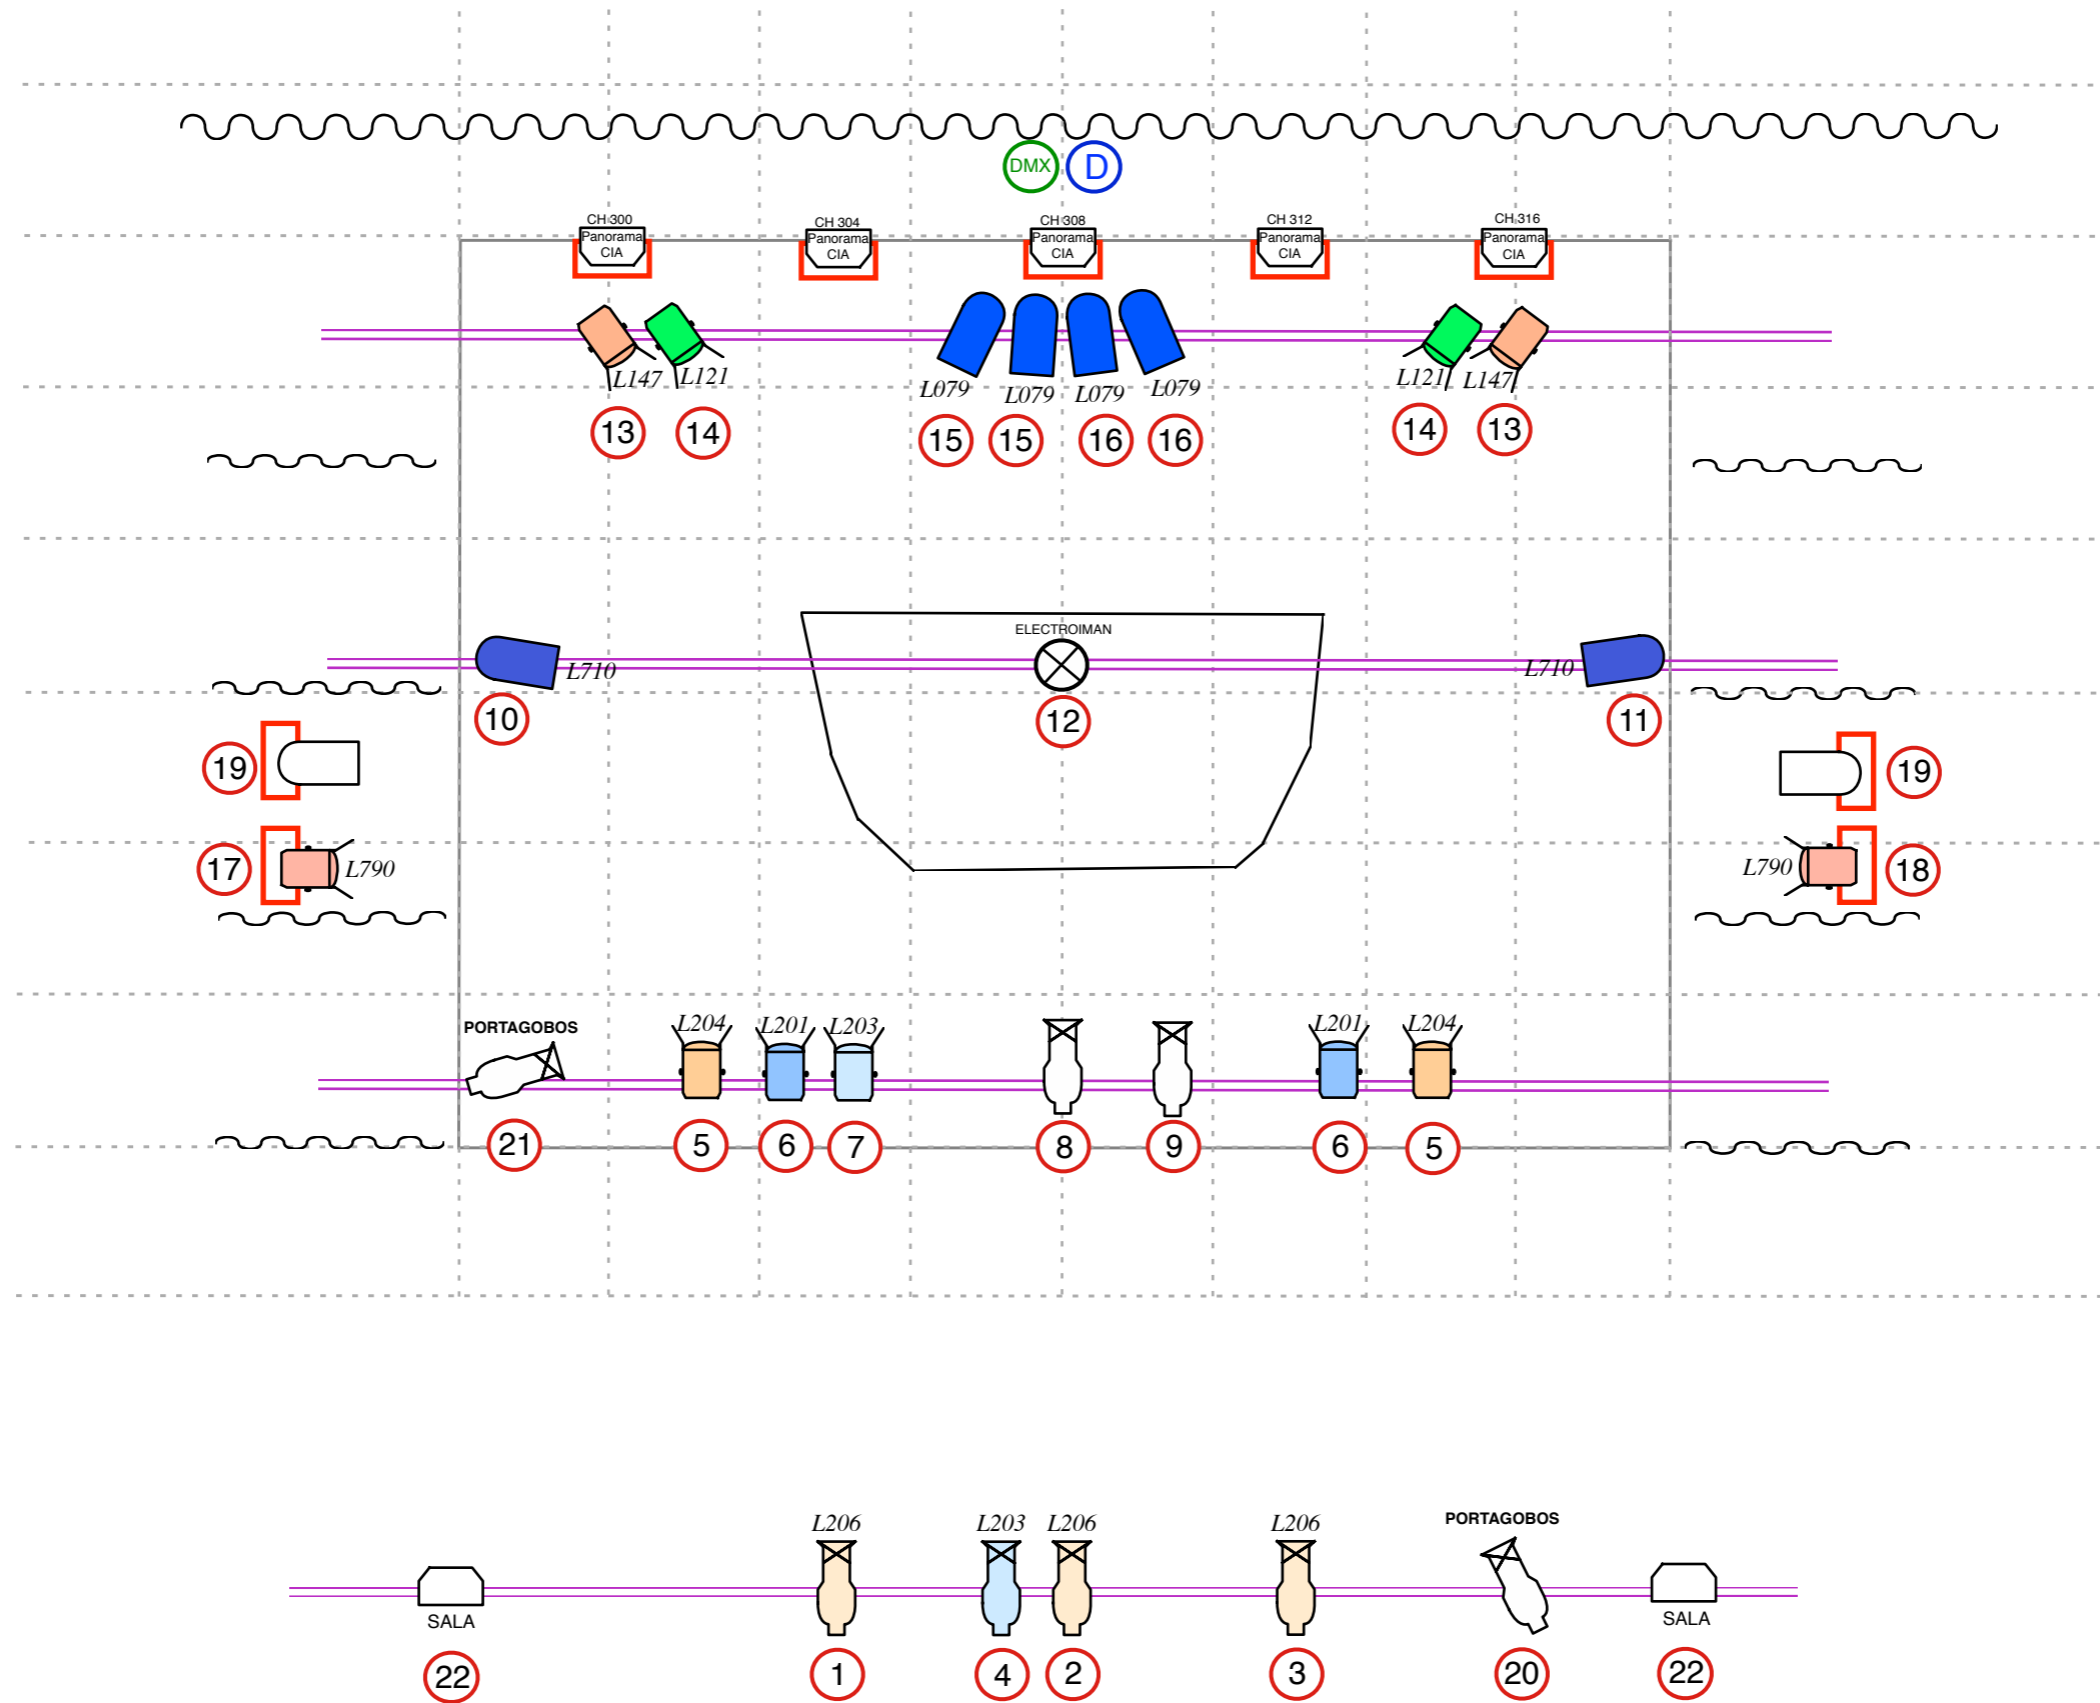 DMX D
CH 300 CH 304 CH 308 CH 312 CH 316
Panorama Panorama Panorama Panorama Panorama
CIA CIA CIA CIA CIA
L147 L121 L079 L079 L079 L079 L121 L147
13 14 15 15 16 16 14 13
ELECTROIMAN
L710 L710
10 12 11
19 19
17 L790 L790 18
PORTAGOBOS L204 L201 L203 L201 L204
21 5 6 7 8 9 6 5
L206 L203 L206 L206 PORTAGOBOS
SALA SALA
22 1 4 2 3 20 22